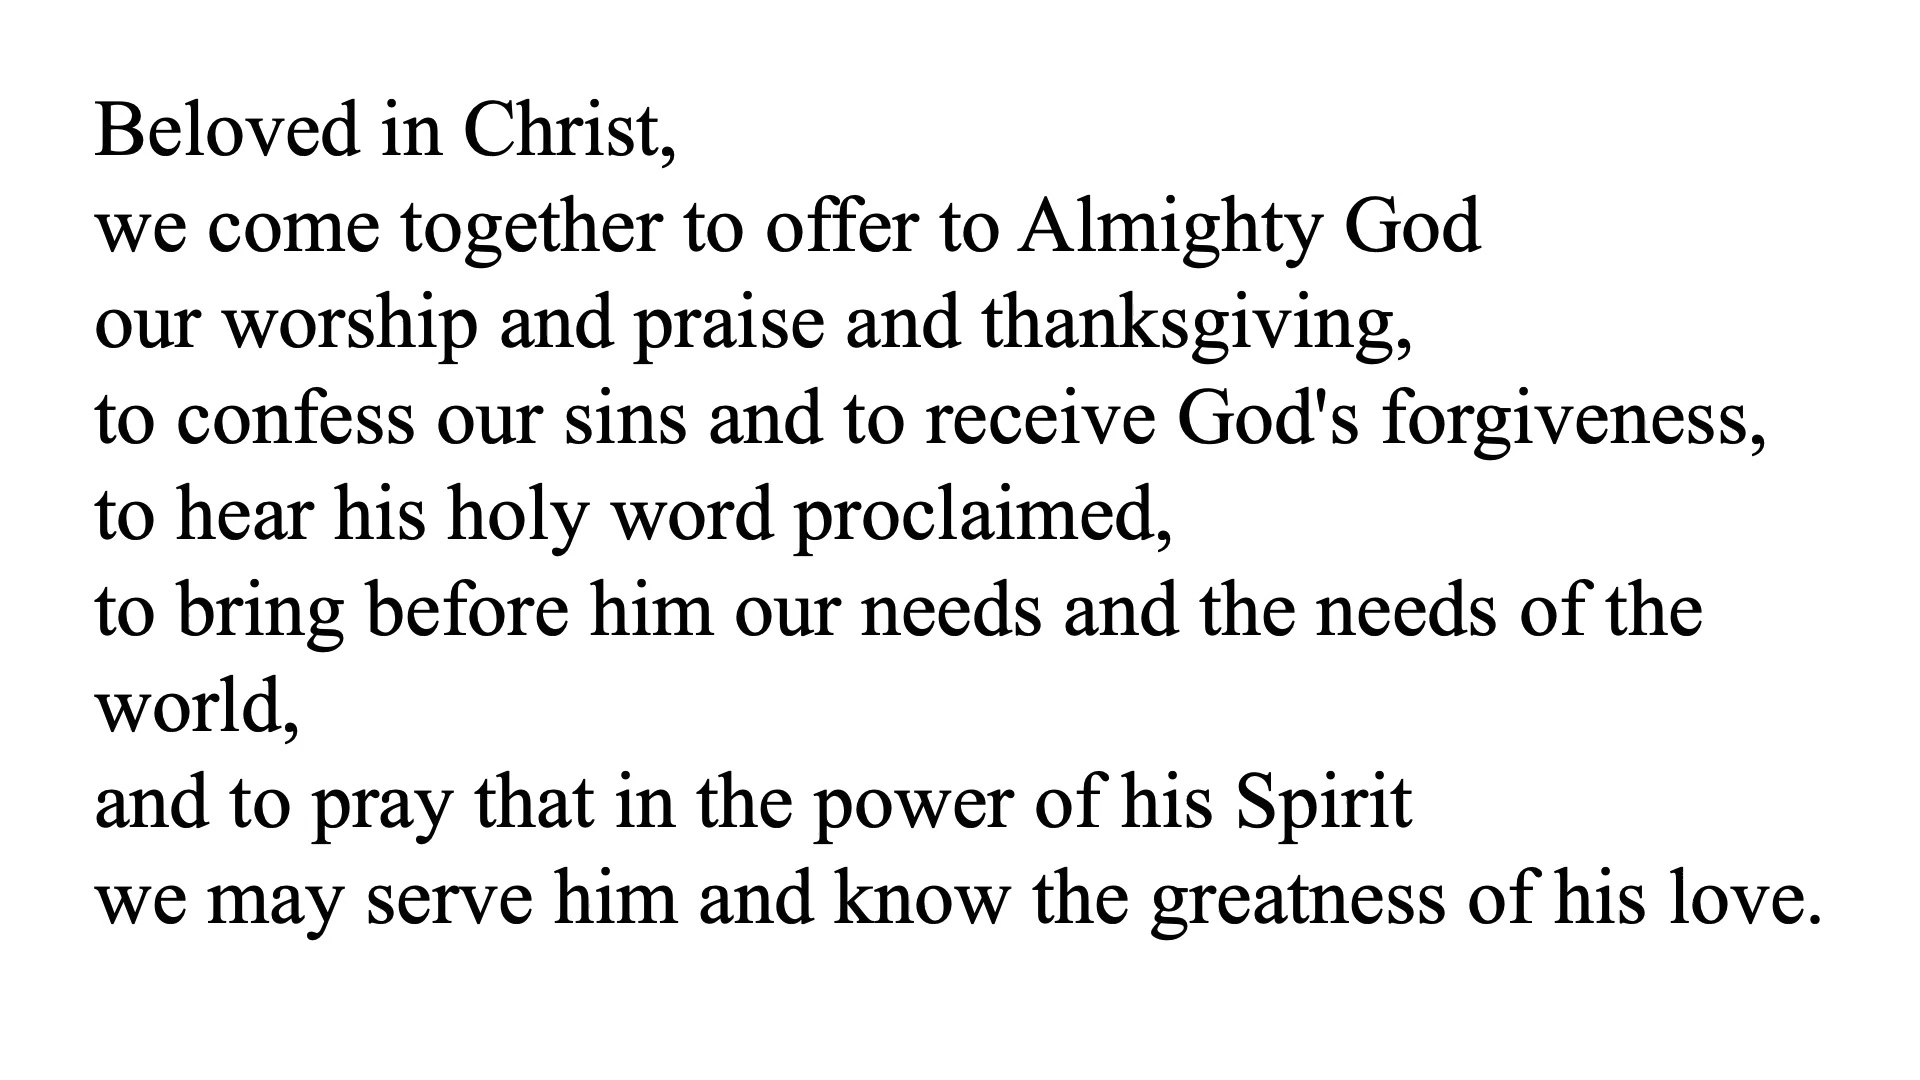 Beloved in Christ,
we come together to offer to Almighty God
our worship and praise and thanksgiving,
to confess our sins and to receive God's forgiveness,
to hear his holy word proclaimed,
to bring before him our needs and the needs of the
world,
and to pray that in the power of his Spirit
we may serve him and know the greatness of his love.